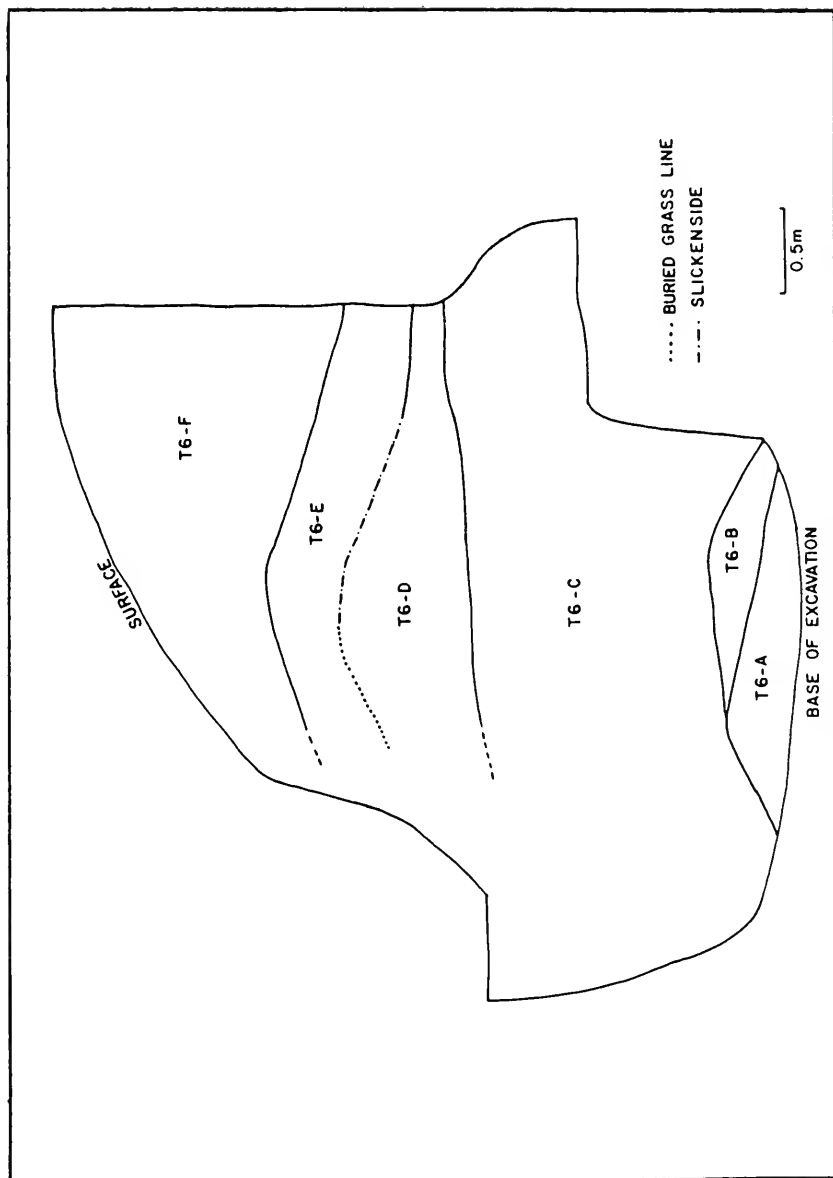 SURFACE
T6-F
T6-E
T6-D
T6-C
T6-B
T6-A
BASE OF EXCAVATION
BURIED GRASS LINE
SLICKENSIDE
0.5m